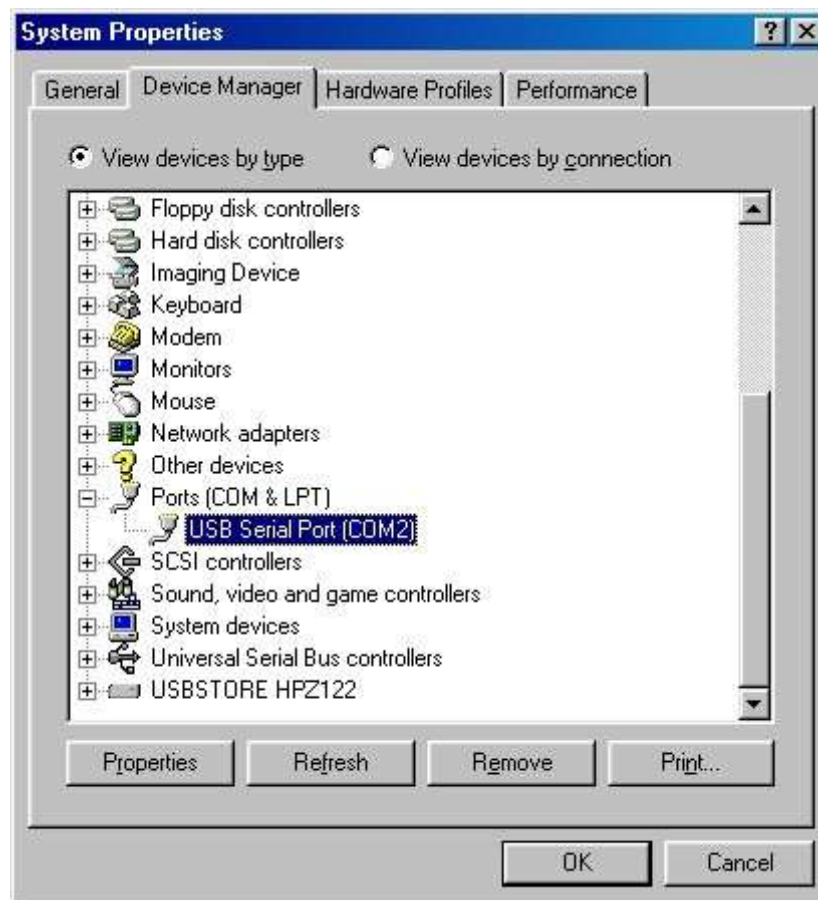 System Properties
General Device Manager Hardware Profiles Performance
View devices by type View devices by connection
Floppy disk controllers
Hard disk controllers
Imaging Device
Keyboard
Modem
Monitors
Mouse
Network adapters
Other devices
Ports (COM & LPT)
USB Serial Port (COM2)
SCSI controllers
Sound, video and game controllers
System devices
Universal Serial Bus controllers
USBSTORE HPZ122
Properties Refresh Remove Print...
OK Cancel